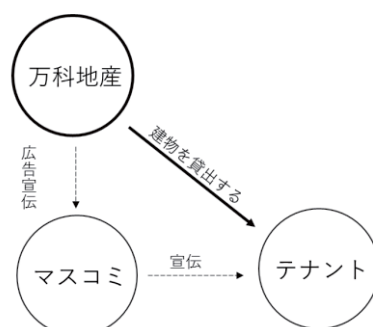 万科地産
建物を貸出する
広告宣伝
マスコミ
宣伝
テナント